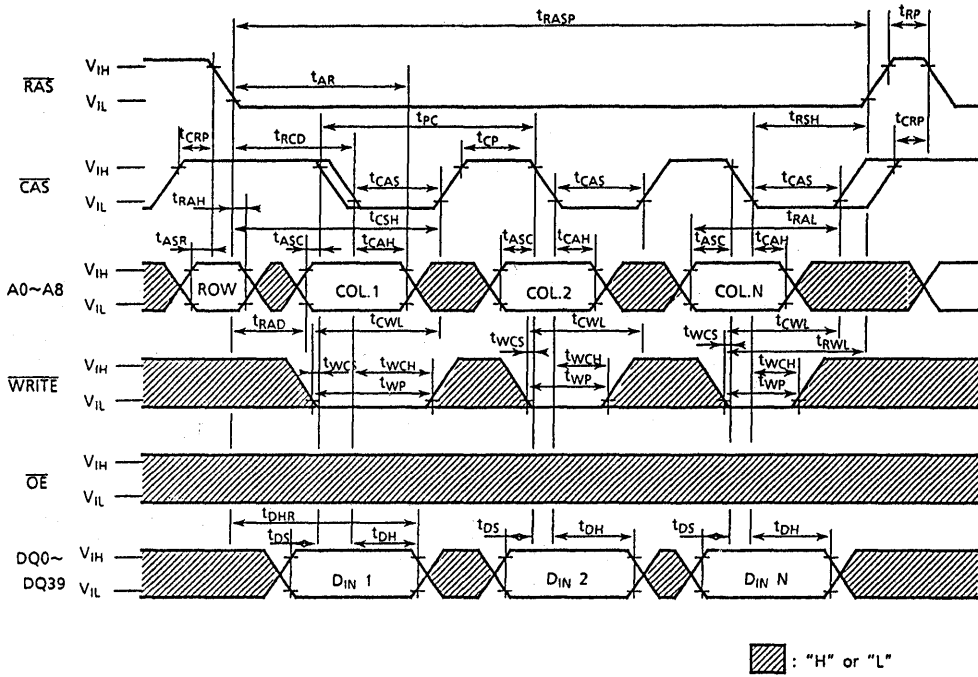 tRASP tRP
RAS VIH VIL tAR
tPC tRSH
tCRP tRCD tCP tCRP
CAS VIH VIL tCAS tCAS tCAS
tRAH tCSH tRAL
tASR tASC tCAH tASC tCAH tASC tCAH
A0~A8 VIH VIL ROW COL.1 COL.2 COL.N
tRAD tCWL tCWL tCWL
tWCS tWCS tRWL
WRITE VIH VIL tWCS tWCH tWCH tWCH
tWP tWP tWP
OE VIH VIL
tDHR
tDS tDH tDS tDH tDS tDH
DQ0~ VIH
DQ39 VIL DIN 1 DIN 2 DIN N
: "H" or "L"